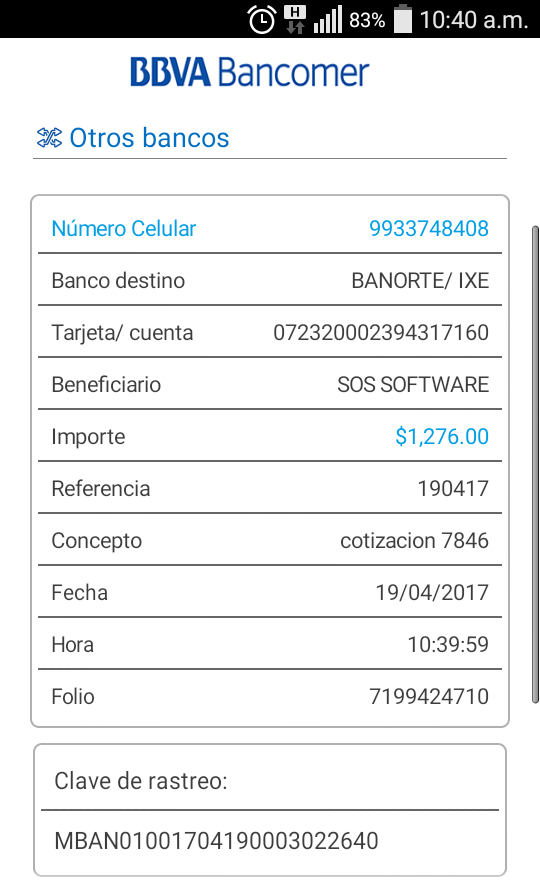 H 83% 10:40 a.m.
BBVA Bancomer
Otros bancos
Número Celular 9933748408
Banco destino BANORTE/ IXE
Tarjeta/ cuenta 072320002394317160
Beneficiario SOS SOFTWARE
Importe $1,276.00
Referencia 190417
Concepto cotizacion 7846
Fecha 19/04/2017
Hora 10:39:59
Folio 7199424710
Clave de rastreo:
MBAN01001704190003022640